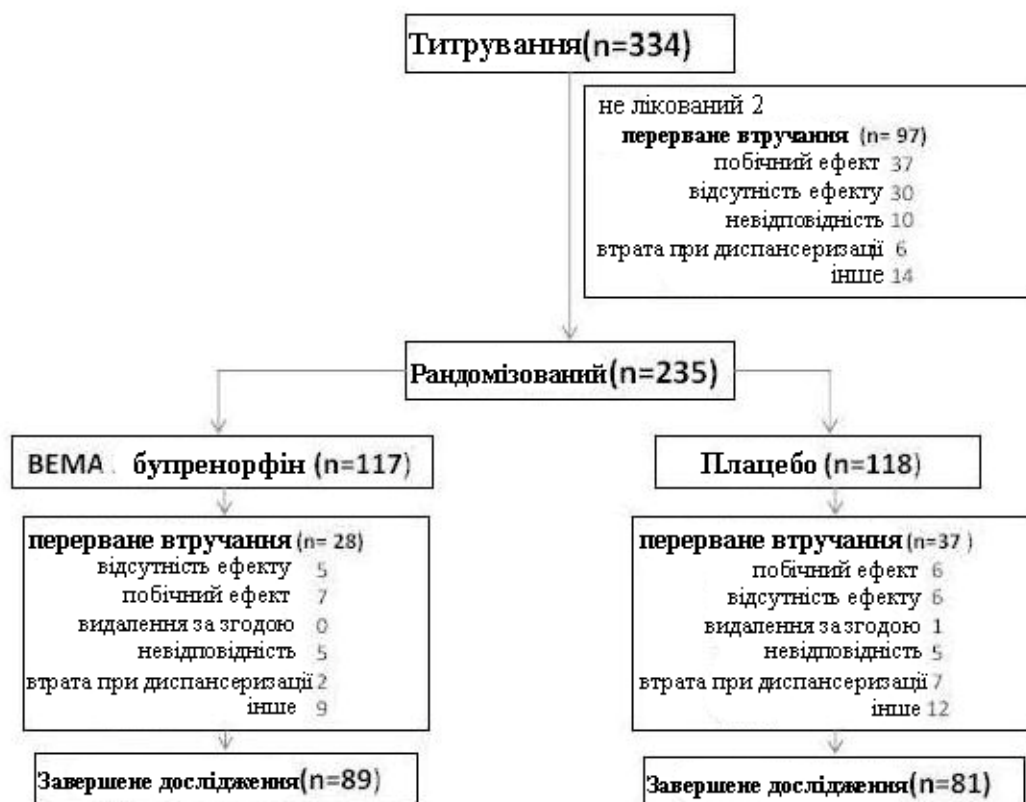 Титрування(n=334)
не лікований 2
перерване втручання (n= 97)
побічний ефект 37
відсутність ефекту 30
невідповідність 10
втрата при диспансеризації 6
інше 14
Рандомізований(n=235)
BEMA бупренорфін (n=117)
Плацебо (n=118)
перерване втручання (n= 28)
відсутність ефекту 5
побічний ефект 7
видалення за згодою 0
невідповідність 5
втрата при диспансеризації 2
інше 9
перерване втручання (n=37 )
побічний ефект 6
відсутність ефекту 6
видалення за згодою 1
невідповідність 5
втрата при диспансеризації 7
інше 12
Завершене дослідження(n=89)
Завершене дослідження(n=81)